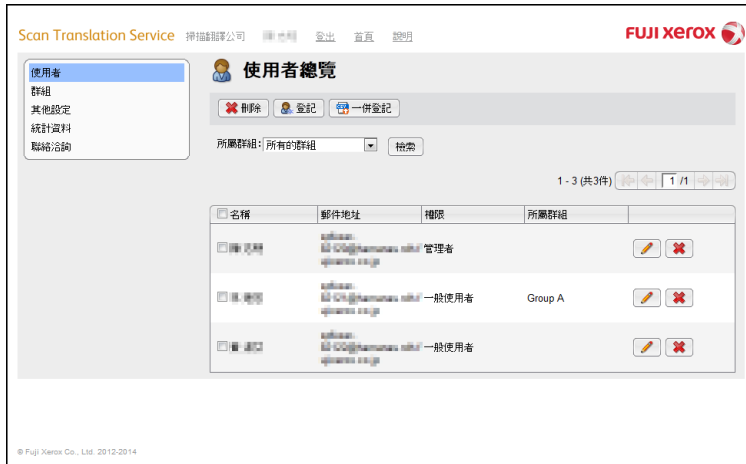 Scan Translation Service 掃描翻譯公司 登出 首頁 說明
FUJI XEROX
使用者
群組
其他設定
統計資料
聯絡洽詢
使用者總覽
刪除 登記 一併登記
所屬群組: 所有的群組 檢索
1 - 3 (共3件) 1 /1
名稱 郵件地址 權限 所屬群組
管理者
一般使用者 Group A
一般使用者
© Fuji Xerox Co., Ltd. 2012-2014